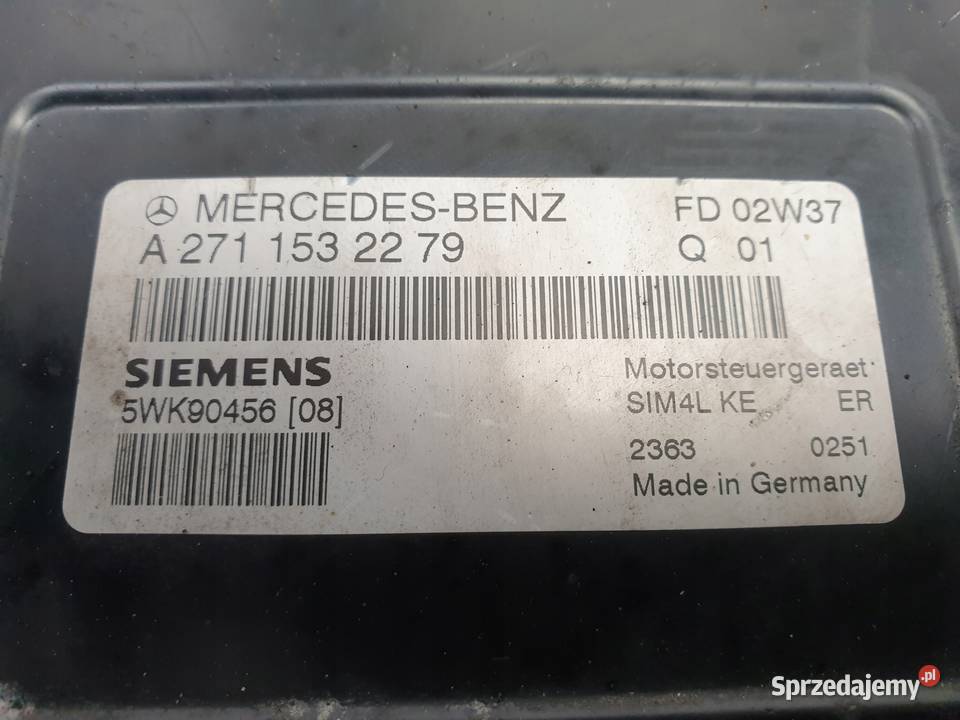 MERCEDES-BENZ FD 02W37
A 271 153 22 79 Q 01
SIEMENS Motorsteuergeraet
5WK90456 [08] SIM4L KE ER
2363 0251
Made in Germany
Sprzedajemy.pl